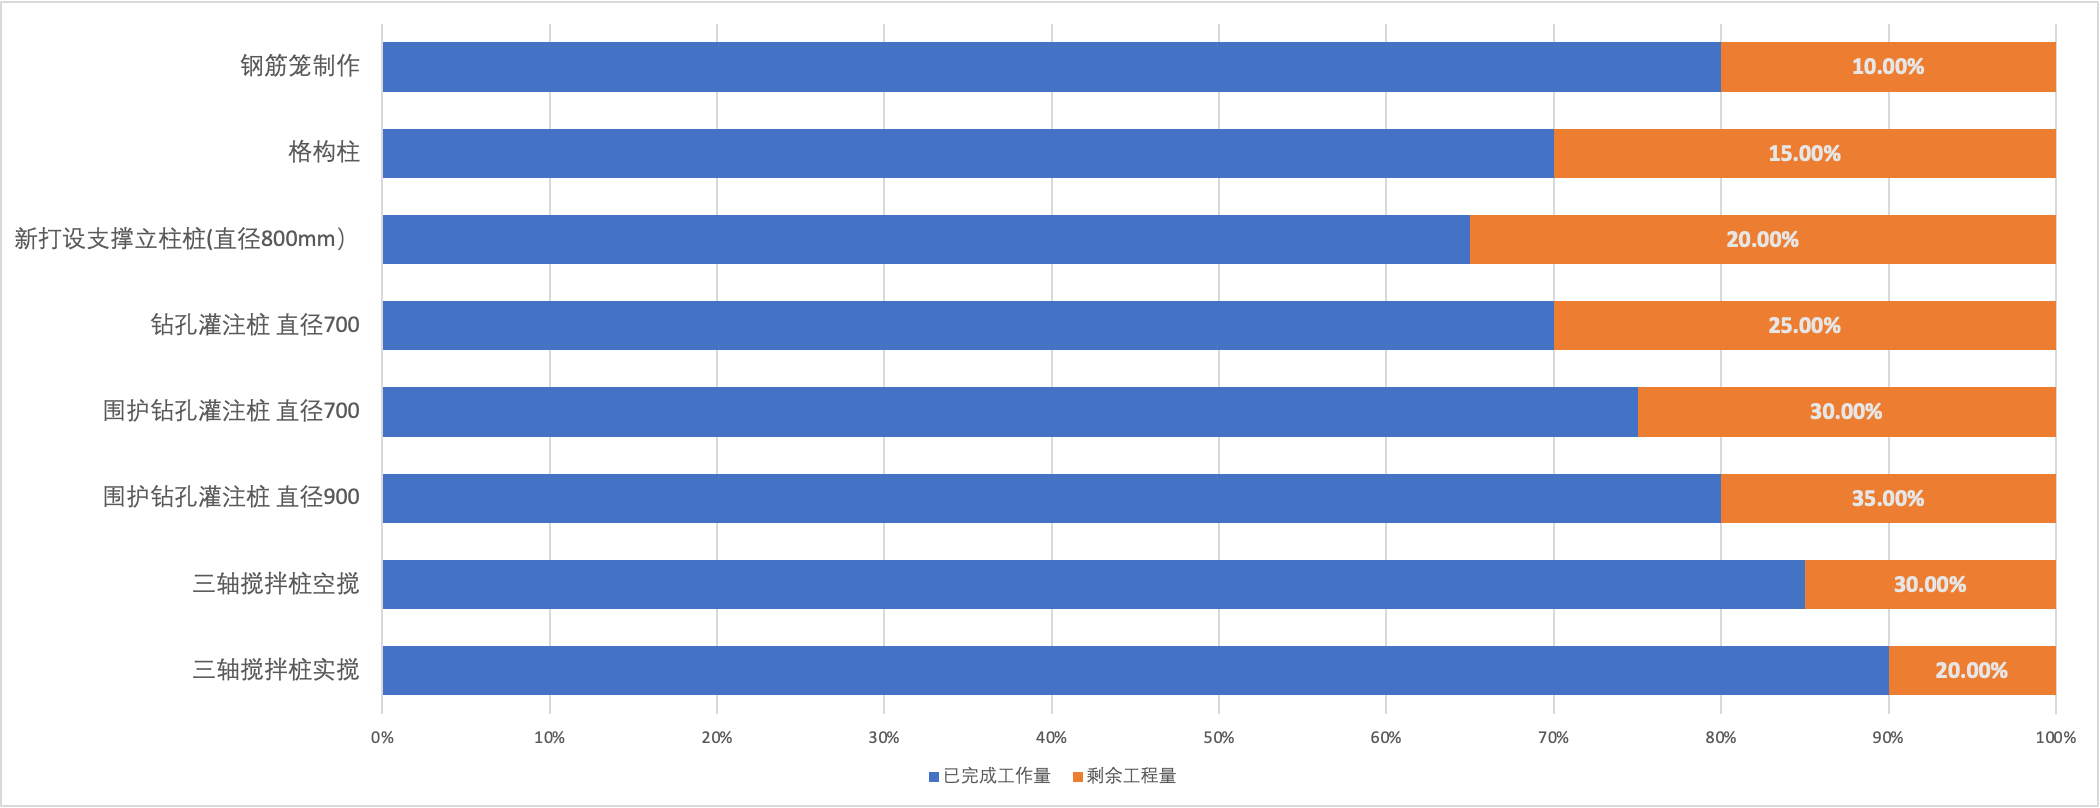 钢筋笼制作
10.00%
格构柱
15.00%
新打设支撑立柱桩(直径800mm）
20.00%
钻孔灌注桩 直径700
25.00%
围护钻孔灌注桩 直径700
30.00%
围护钻孔灌注桩 直径900
35.00%
三轴搅拌桩空搅
30.00%
三轴搅拌桩实搅
20.00%
0% 10% 20% 30% 40% 50% 60% 70% 80% 90% 100%
已完成工作量 剩余工程量